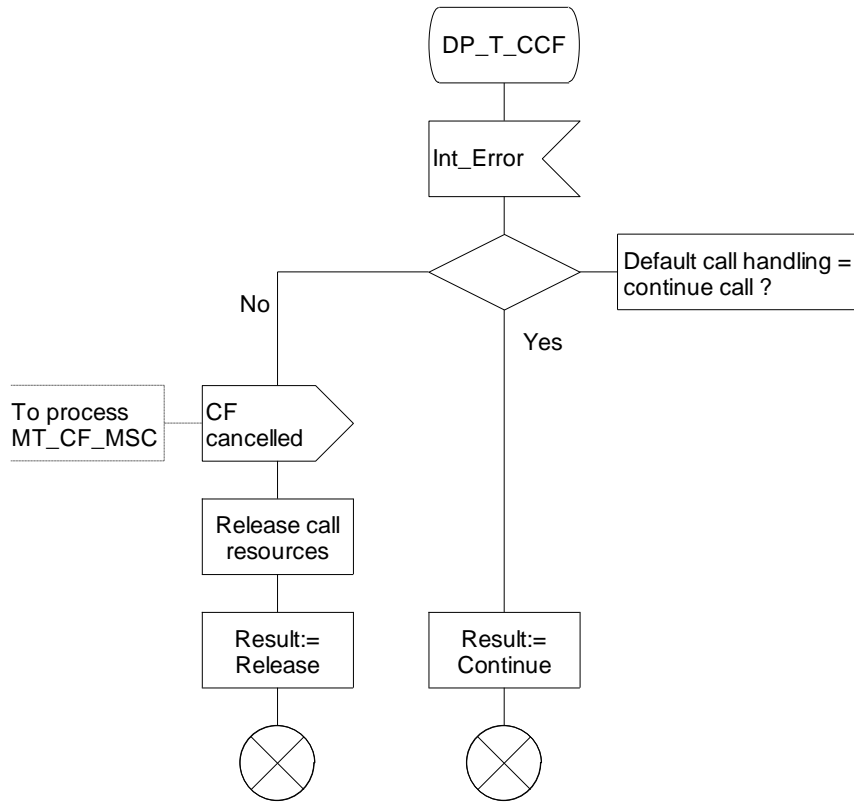 DP_T_CCF
Int_Error
Default call handling =
continue call ?
No
Yes
To process
MT_CF_MSC
CF
cancelled
Release call
resources
Result:=
Release
Result:=
Continue